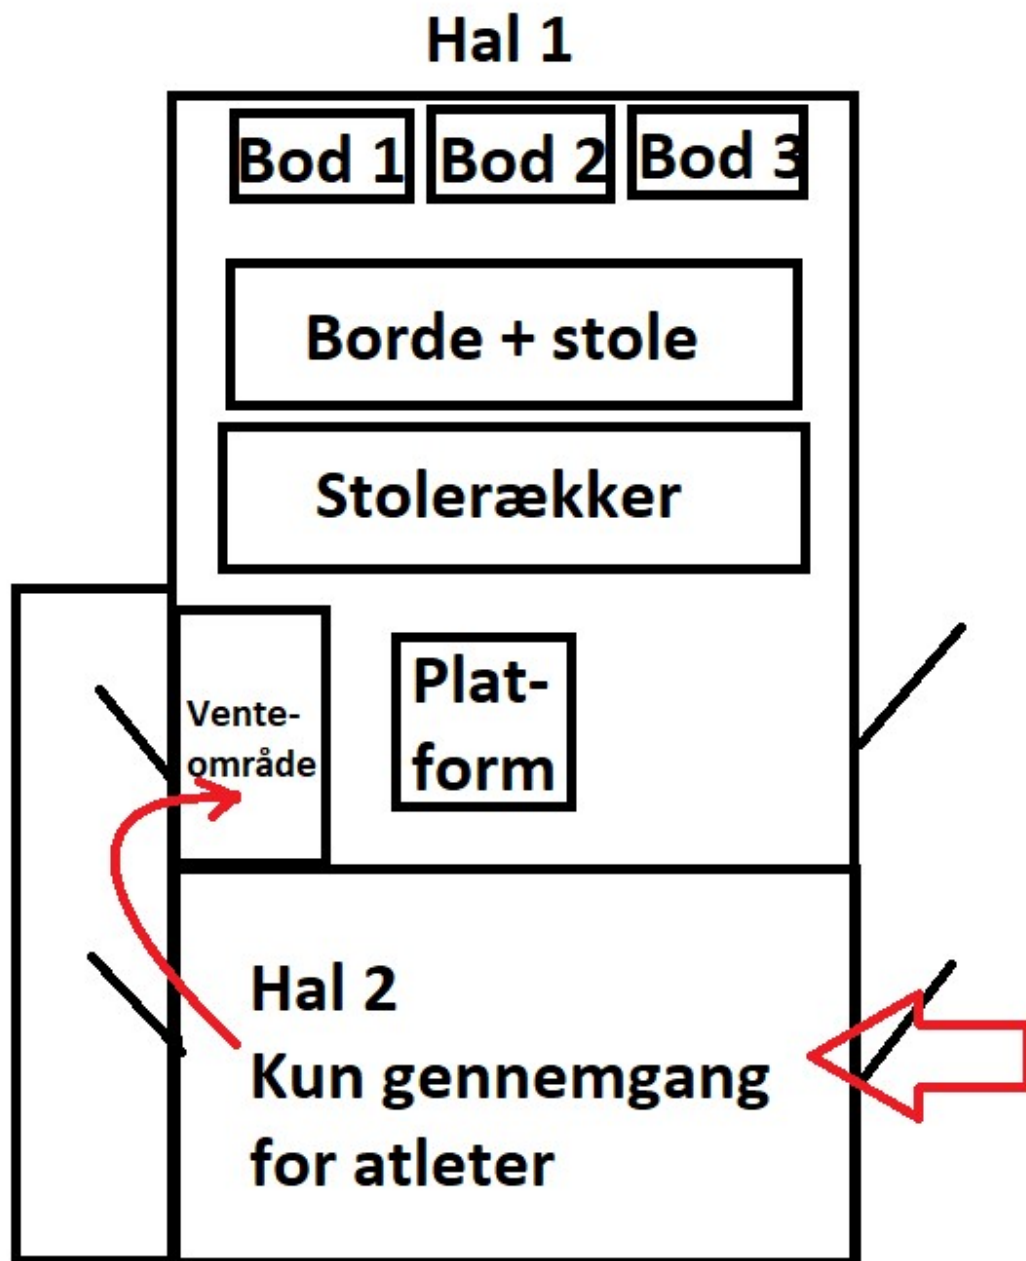 Hal 1
Bod 1 Bod 2 Bod 3
Borde + stole
Stolerækker
Plat-
form
Vente-
område
Hal 2
Kun gennemgang
for atleter